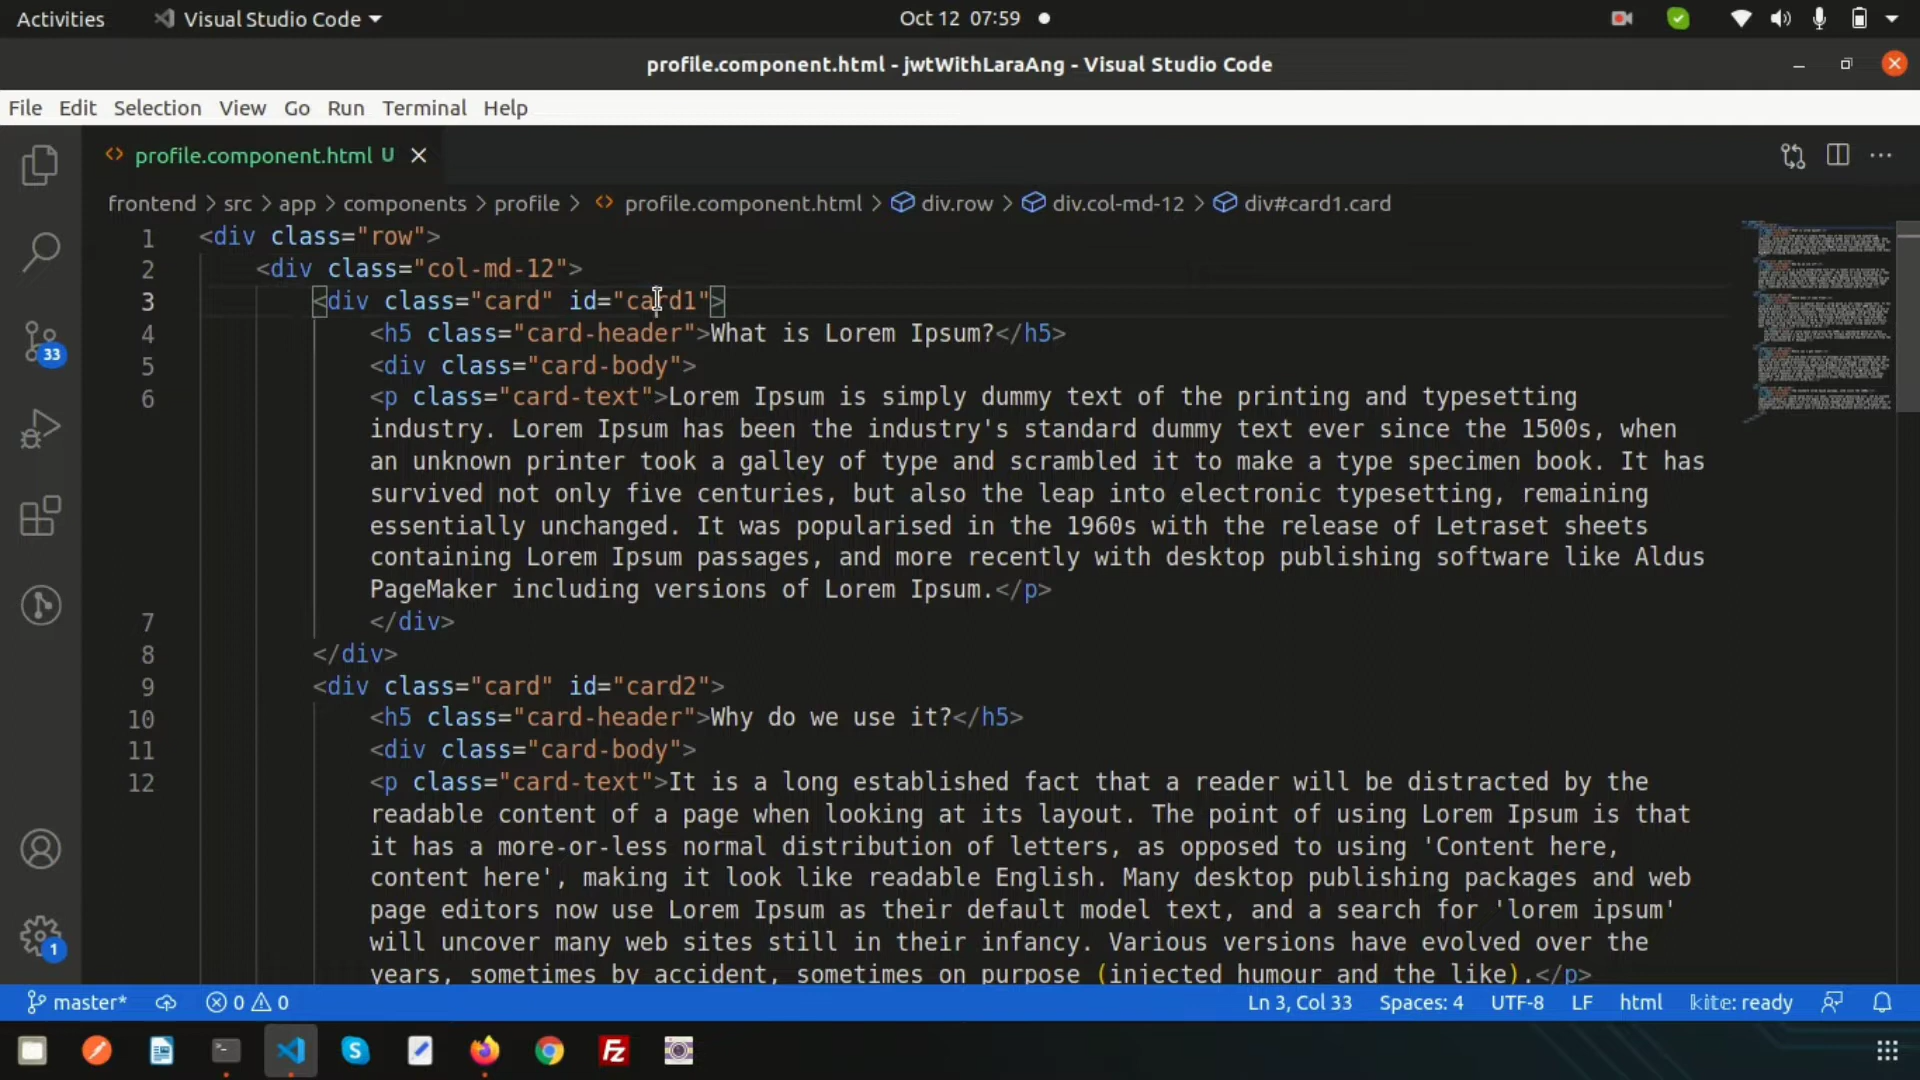 Activities Visual Studio Code Oct 12 07:59
profile.component.html - jwtWithLaraAng - Visual Studio Code
File Edit Selection View Go Run Terminal Help
profile.component.html U
frontend > src > app > components > profile > profile.component.html > div.row > div.col-md-12 > div#card1.card
1 <div class="row">
2 <div class="col-md-12">
3 <div class="card" id="card1">
4 <h5 class="card-header">What is Lorem Ipsum?</h5>
5 <div class="card-body">
6 <p class="card-text">Lorem Ipsum is simply dummy text of the printing and typesetting
industry. Lorem Ipsum has been the industry's standard dummy text ever since the 1500s, when
an unknown printer took a galley of type and scrambled it to make a type specimen book. It has
survived not only five centuries, but also the leap into electronic typesetting, remaining
essentially unchanged. It was popularised in the 1960s with the release of Letraset sheets
containing Lorem Ipsum passages, and more recently with desktop publishing software like Aldus
PageMaker including versions of Lorem Ipsum.</p>
7 </div>
8 </div>
9 <div class="card" id="card2">
10 <h5 class="card-header">Why do we use it?</h5>
11 <div class="card-body">
12 <p class="card-text">It is a long established fact that a reader will be distracted by the
readable content of a page when looking at its layout. The point of using Lorem Ipsum is that
it has a more-or-less normal distribution of letters, as opposed to using 'Content here,
content here', making it look like readable English. Many desktop publishing packages and web
page editors now use Lorem Ipsum as their default model text, and a search for 'lorem ipsum'
will uncover many web sites still in their infancy. Various versions have evolved over the
years, sometimes by accident, sometimes on purpose (injected humour and the like).</p>
33
1
master* 0 0 Ln 3, Col 33 Spaces: 4 UTF-8 LF html kite: ready